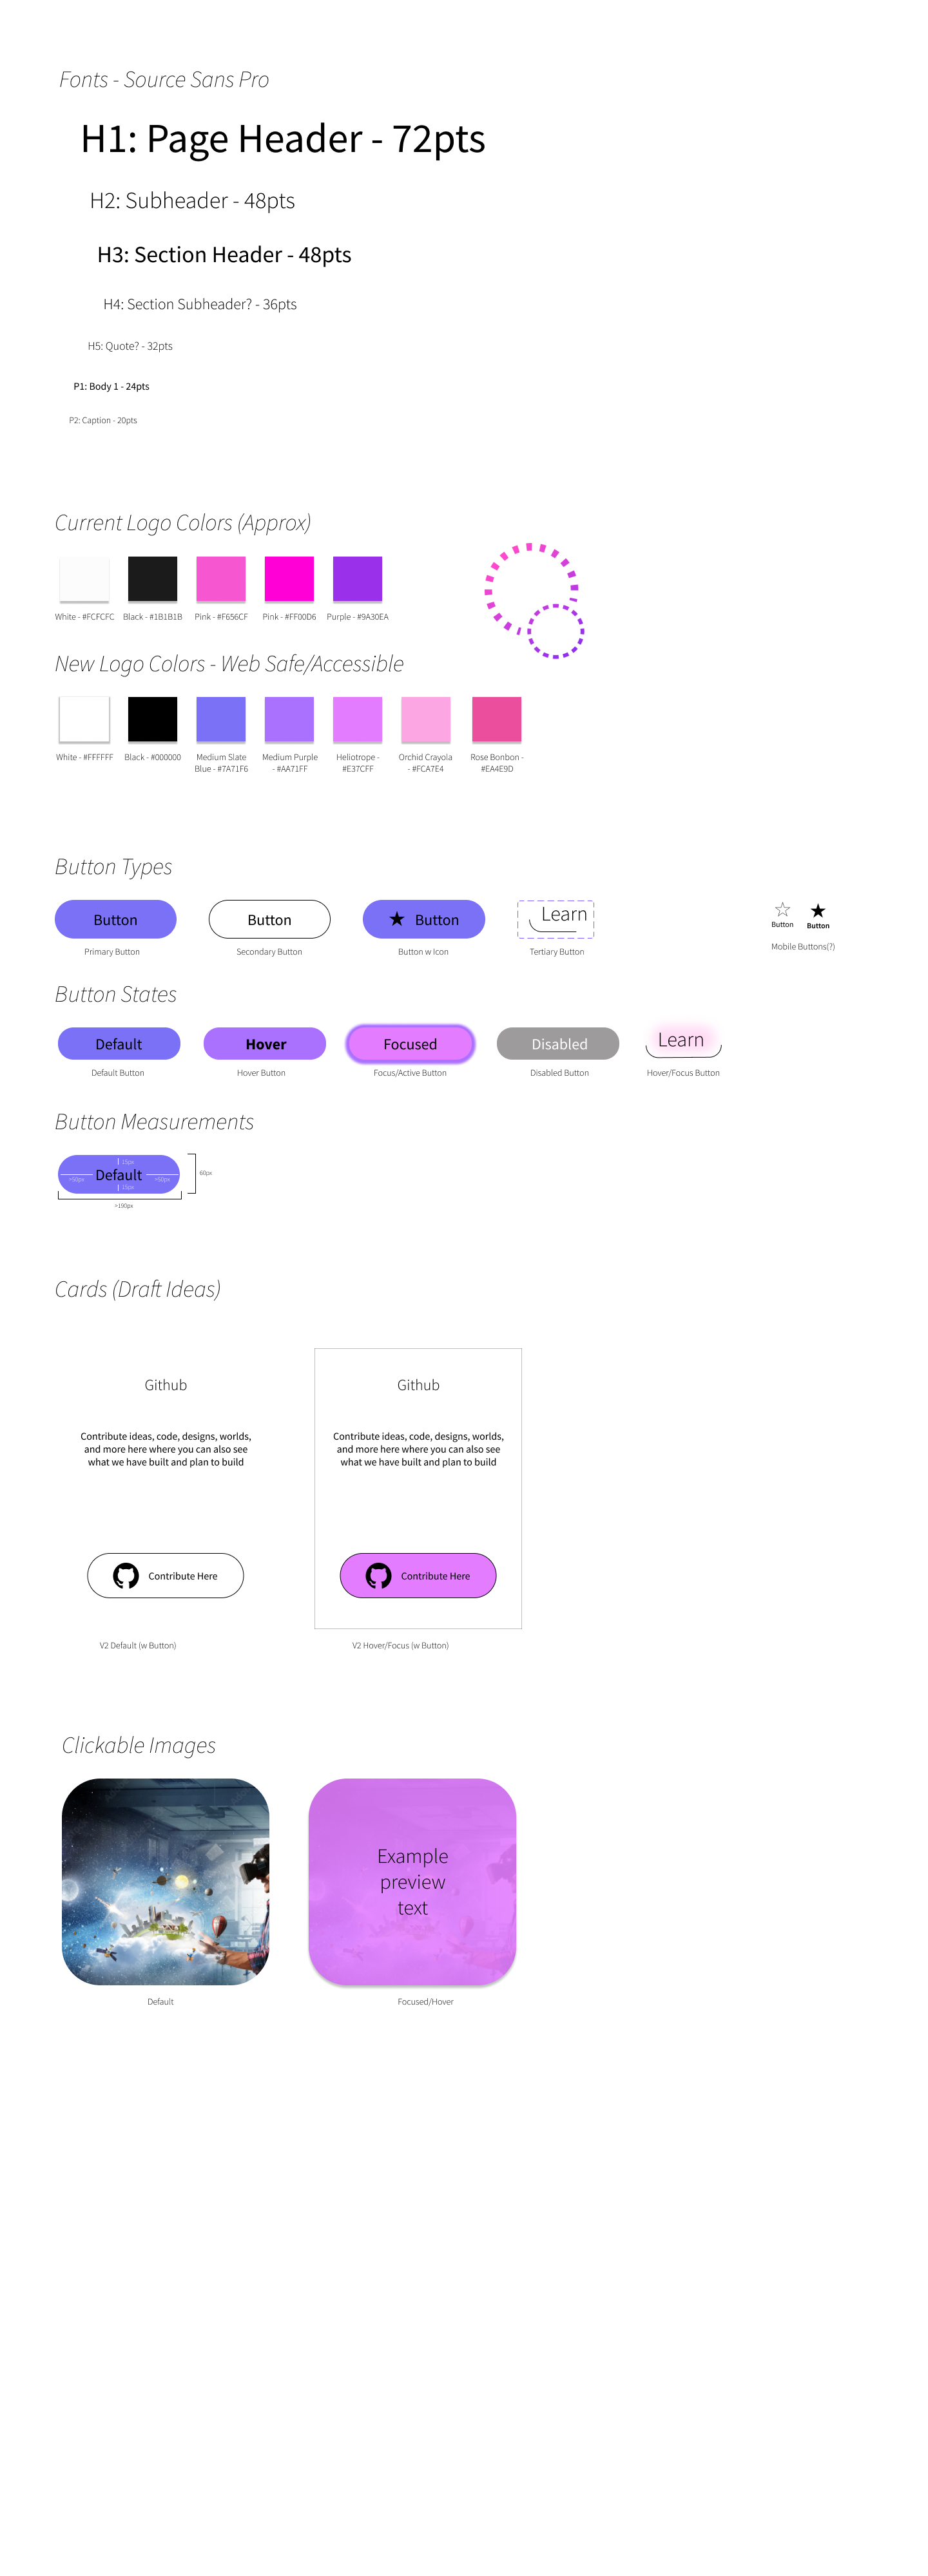 Fonts - Source Sans Pro
H1: Page Header - 72pts
H2: Subheader - 48pts
H3: Section Header - 48pts
H4: Section Subheader? - 36pts
H5: Quote? - 32pts
P1: Body 1 - 24pts
P2: Caption - 20pts
Current Logo Colors (Approx)
White - #FCFCFC
Black - #1B1B1B
Pink - #F656CF
Pink - #FF00D6
Purple - #9A30EA
New Logo Colors - Web Safe/Accessible
White - #FFFFFF
Black - #000000
Medium Slate
Blue - #7A71F6
Medium Purple
- #AA71FF
Heliotrope -
#E37CFF
Orchid Crayola
- #FCA7E4
Rose Bonbon -
#EA4E9D
Button Types
Button
Primary Button
Button
Secondary Button
Button
Button w Icon
Learn
Tertiary Button
Button
Button
Mobile Buttons(?)
Button States
Default
Default Button
Hover
Hover Button
Focused
Focus/Active Button
Disabled
Disabled Button
Learn
Hover/Focus Button
Button Measurements
15px
Default
≈50px
≈50px
15px
60px
≈190px
Cards (Draft Ideas)
Github
Contribute ideas, code, designs, worlds,
and more here where you can also see
what we have built and plan to build
Contribute Here
V2 Default (w Button)
Github
Contribute ideas, code, designs, worlds,
and more here where you can also see
what we have built and plan to build
Contribute Here
V2 Hover/Focus (w Button)
Clickable Images
Default
Example
preview
text
Focused/Hover